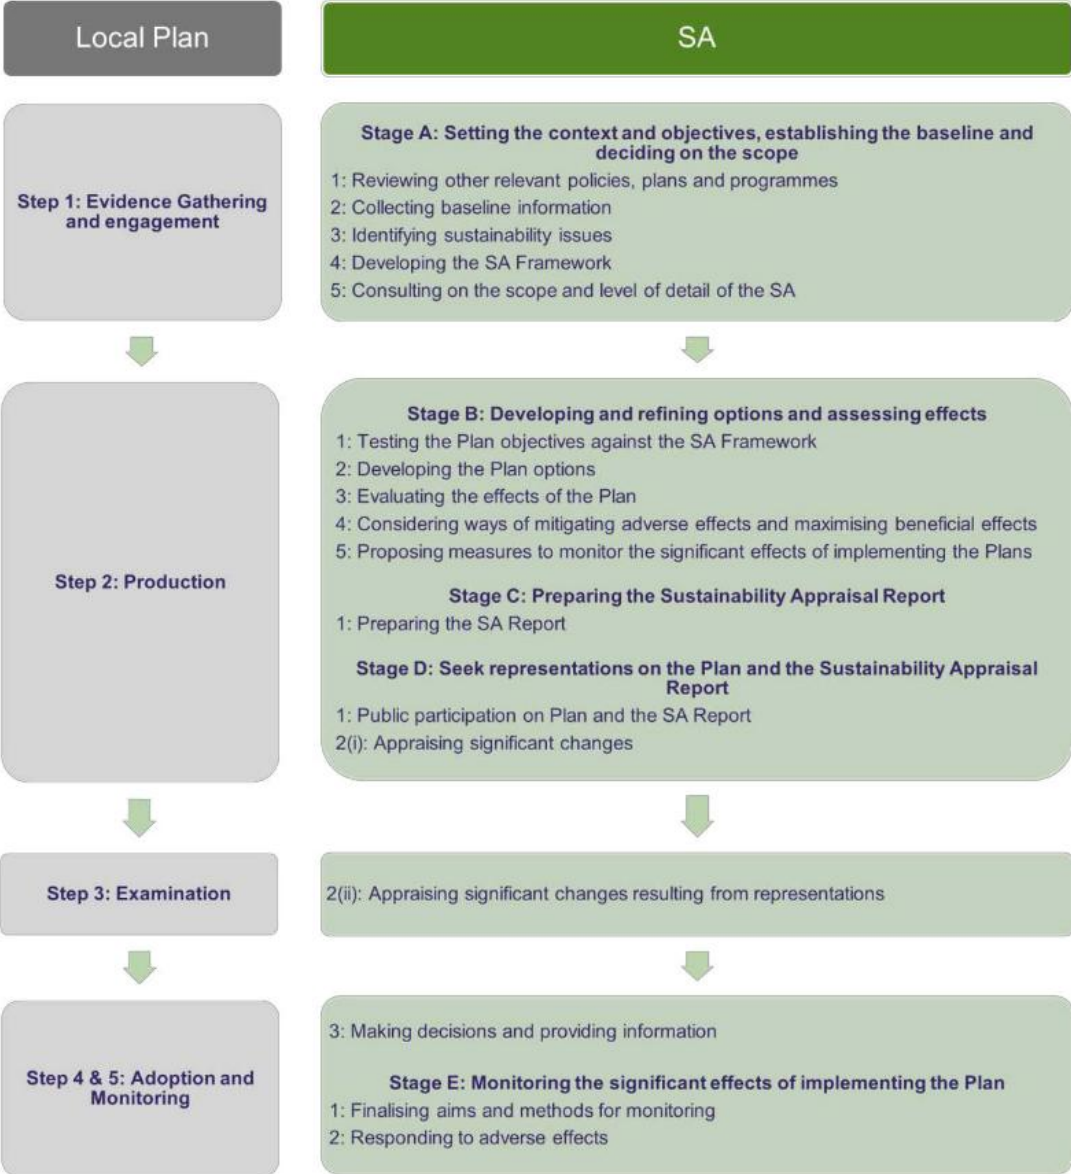 Local Plan
SA
Step 1: Evidence Gathering
and engagement
Stage A: Setting the context and objectives, establishing the baseline and
deciding on the scope
1: Reviewing other relevant policies, plans and programmes
2: Collecting baseline information
3: Identifying sustainability issues
4: Developing the SA Framework
5: Consulting on the scope and level of detail of the SA
Step 2: Production
Stage B: Developing and refining options and assessing effects
1: Testing the Plan objectives against the SA Framework
2: Developing the Plan options
3: Evaluating the effects of the Plan
4: Considering ways of mitigating adverse effects and maximising beneficial effects
5: Proposing measures to monitor the significant effects of implementing the Plans
Stage C: Preparing the Sustainability Appraisal Report
1: Preparing the SA Report
Stage D: Seek representations on the Plan and the Sustainability Appraisal
Report
1: Public participation on Plan and the SA Report
2(i): Appraising significant changes
Step 3: Examination
2(ii): Appraising significant changes resulting from representations
Step 4 & 5: Adoption and
Monitoring
3: Making decisions and providing information
Stage E: Monitoring the significant effects of implementing the Plan
1: Finalising aims and methods for monitoring
2: Responding to adverse effects